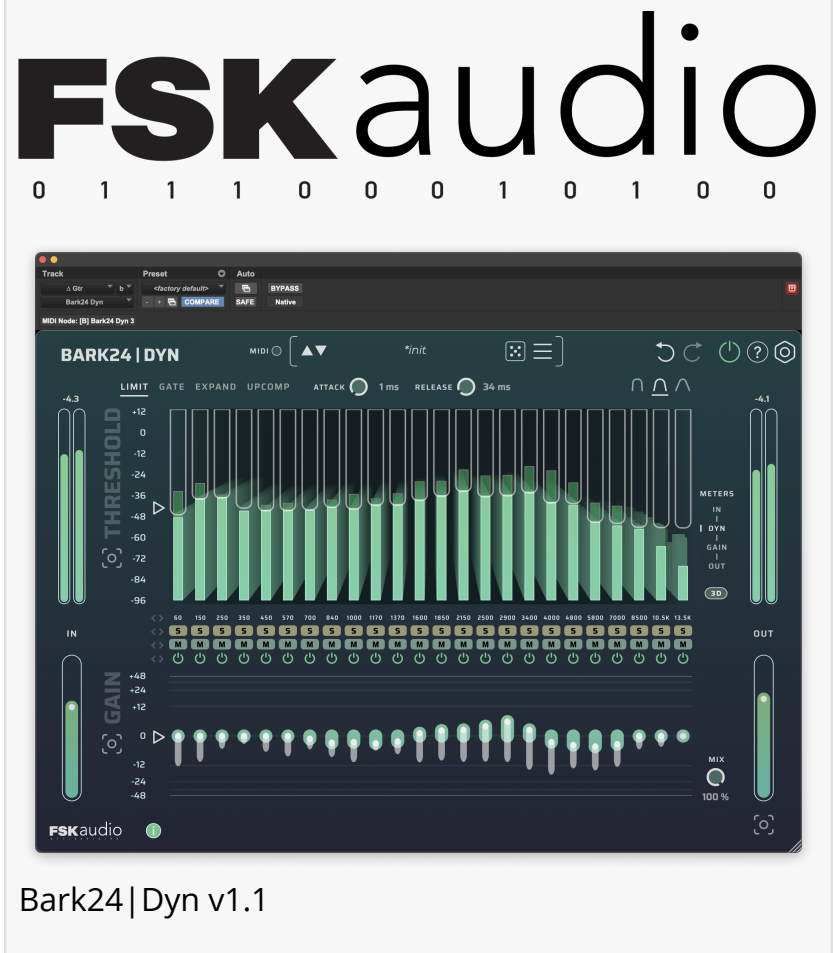 FSKaudio
0 1 1 1 0 0 0 1 0 1 0 0
Track Preset Auto
Δ Gtr b <factory default> BYPASS
Bark24 Dyn - + COMPARE SAFE Native
MIDI Node: [B] Bark24 Dyn 3
BARK24 | DYN MIDI *init ?
LIMIT GATE EXPAND UPCOMP ATTACK 1 ms RELEASE 34 ms
-4.3 -4.1
THRESHOLD
+12
0
-12
-24
-36
-48
-60
-72
-84
-96
METERS
IN
DYN
GAIN
OUT
3D
60 150 250 350 450 570 700 840 1000 1170 1370 1600 1850 2150 2500 2900 3400 4000 4800 5800 7000 8500 10.5K 13.5K
IN OUT
S S S S S S S S S S S S S S S S S S S S S S S S
M M M M M M M M M M M M M M M M M M M M M M M M
GAIN
+48
+24
+12
0
-12
-24
-48
MIX
100 %
FSKaudio i
Bark24|Dyn v1.1